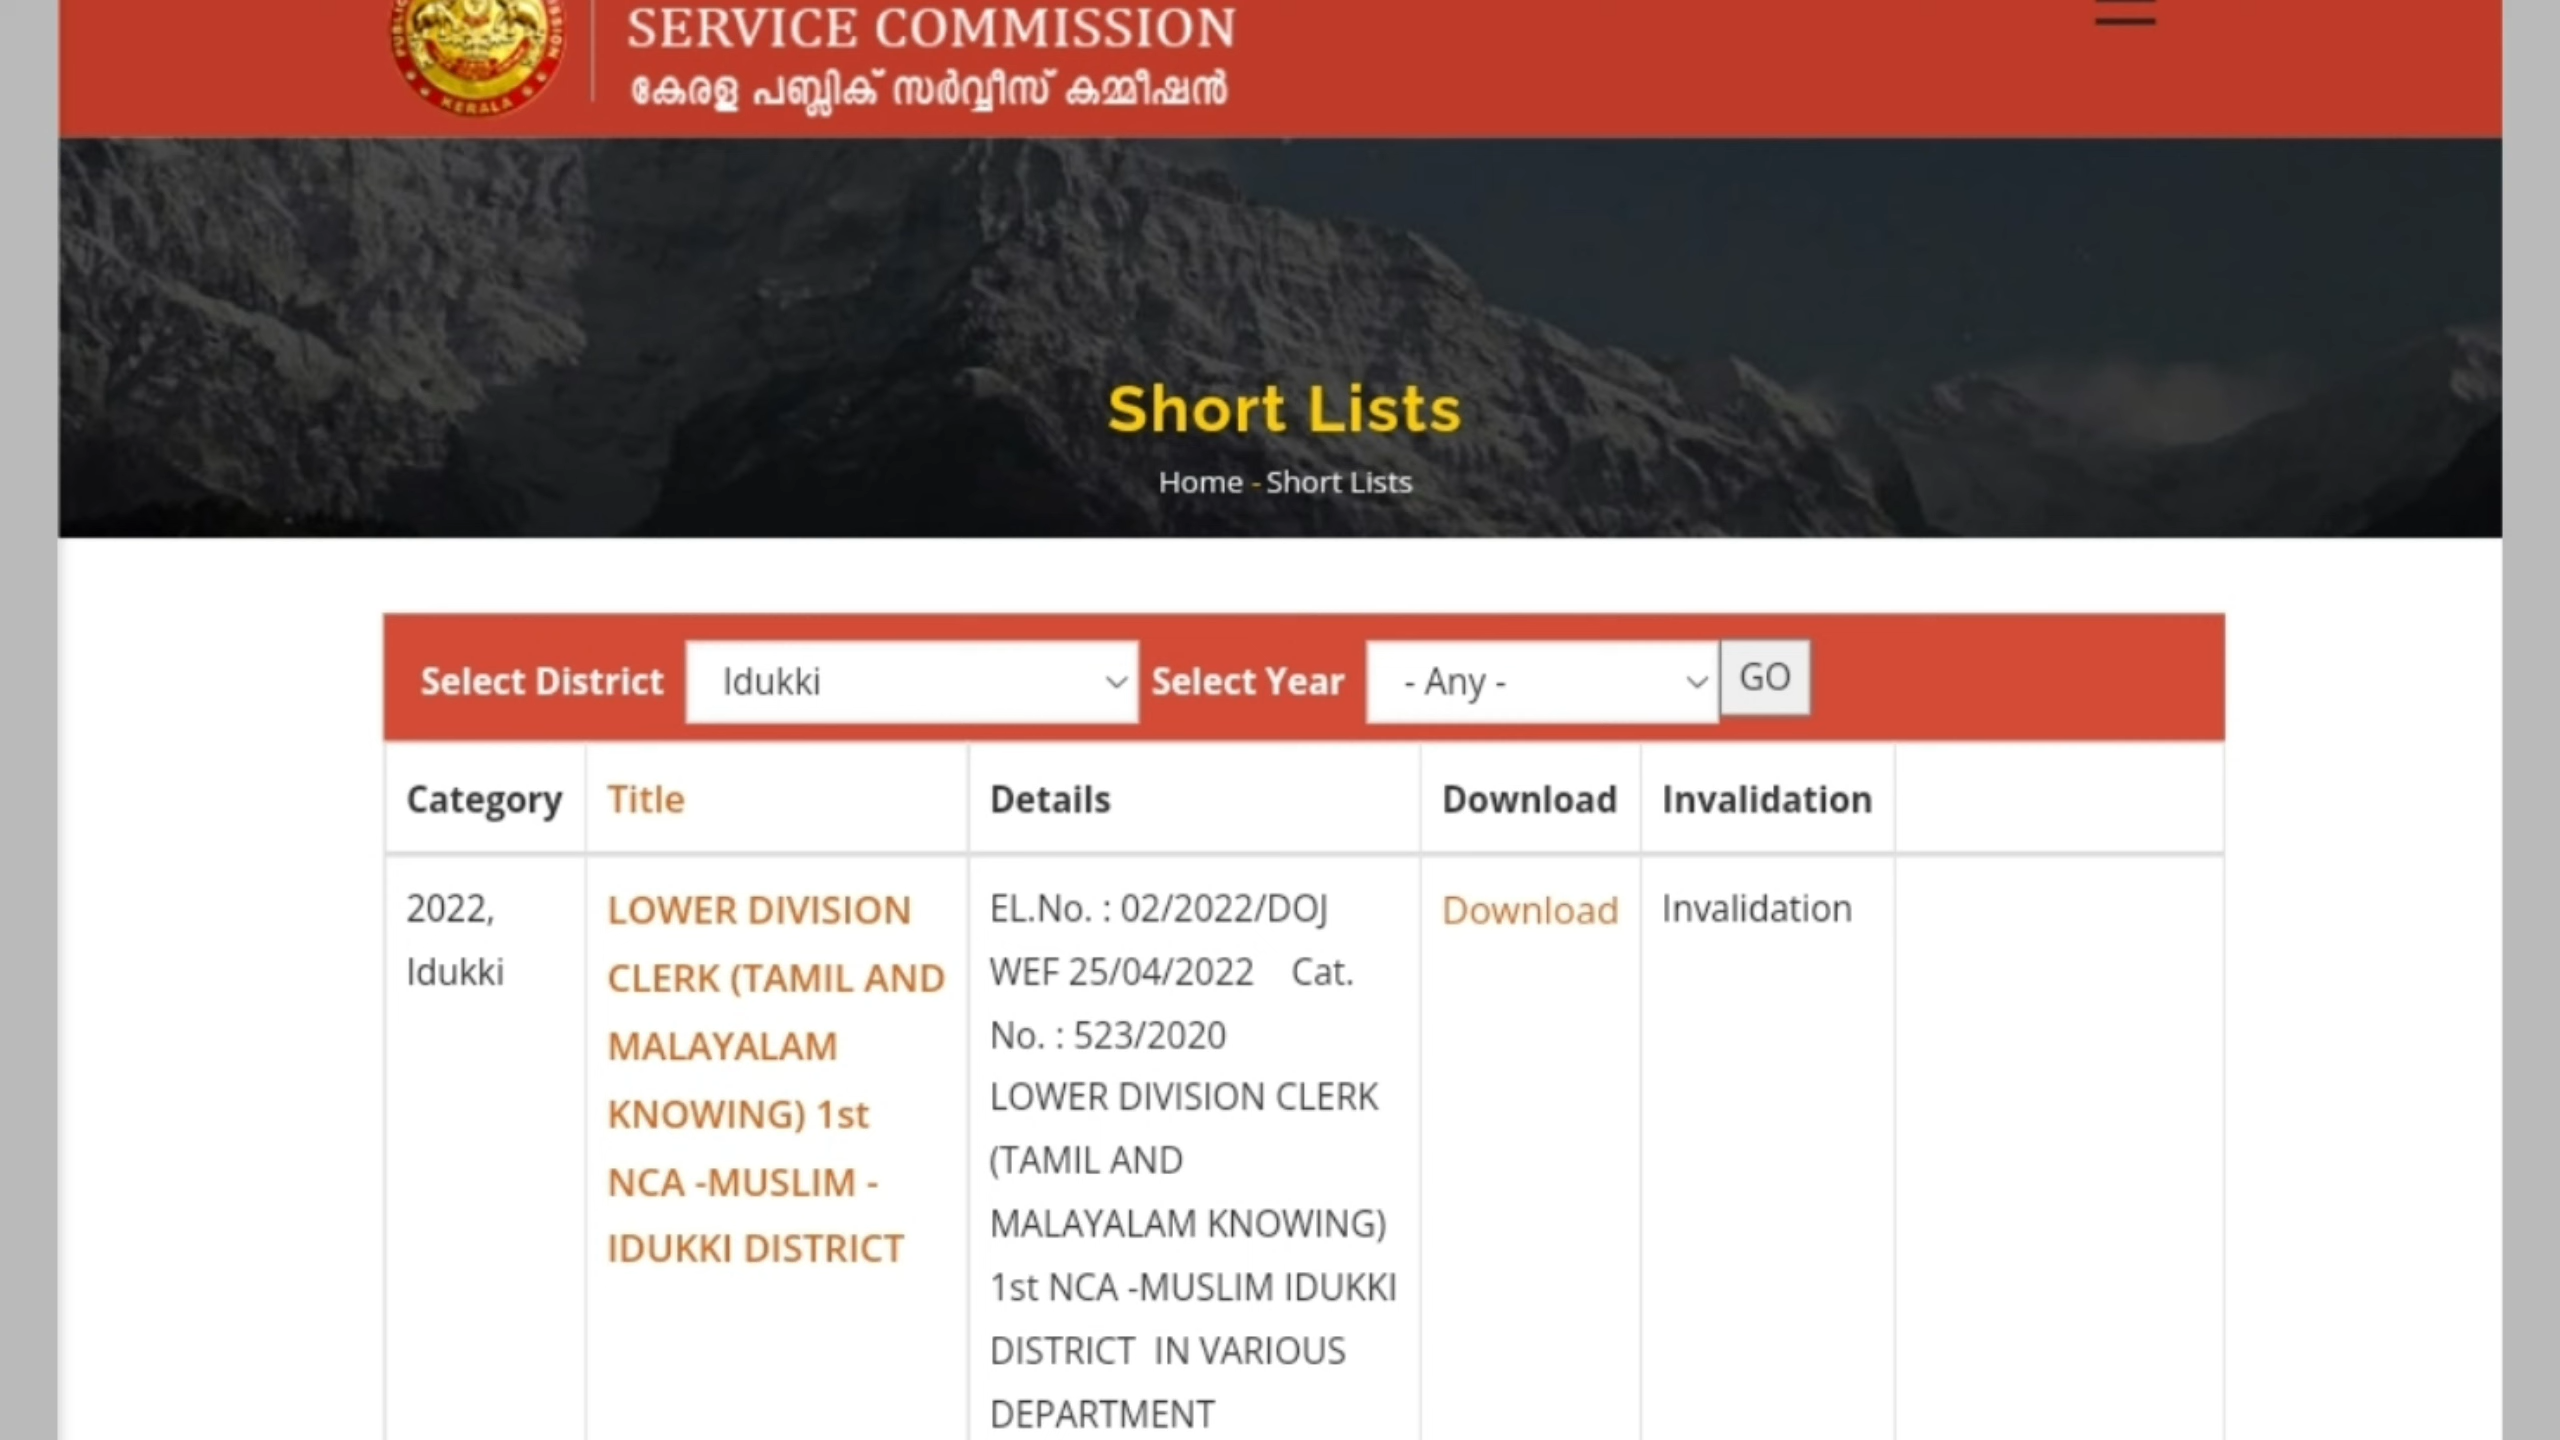 SERVICE COMMISSION
കേരള പബ്ലിക് സർവ്വീസ് കമ്മീഷൻ
KERALA
Short Lists
Home - Short Lists
Select District Idukki Select Year - Any - GO
Category Title Details Download Invalidation
2022,
Idukki
LOWER DIVISION
CLERK (TAMIL AND
MALAYALAM
KNOWING) 1st
NCA -MUSLIM -
IDUKKI DISTRICT
EL.No. : 02/2022/DOJ
WEF 25/04/2022 Cat.
No. : 523/2020
LOWER DIVISION CLERK
(TAMIL AND
MALAYALAM KNOWING)
1st NCA -MUSLIM IDUKKI
DISTRICT IN VARIOUS
DEPARTMENT
Download
Invalidation